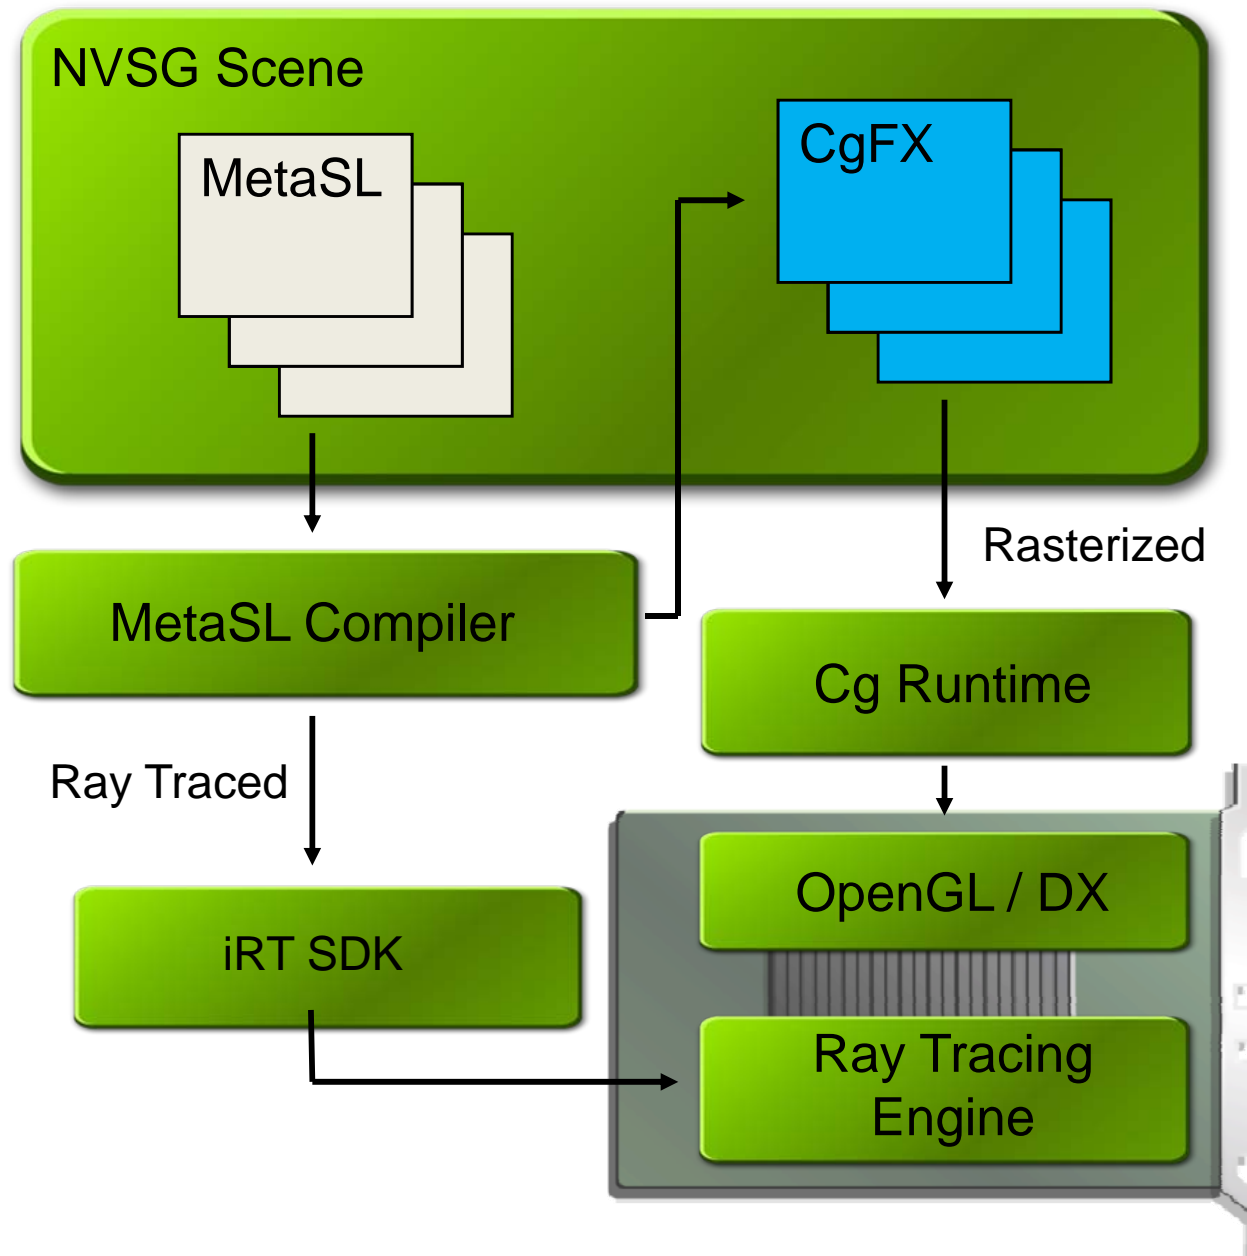 NVSG Scene
MetaSL
CgFX
Rasterized
MetaSL Compiler
Cg Runtime
Ray Traced
OpenGL / DX
iRT SDK
Ray Tracing
Engine